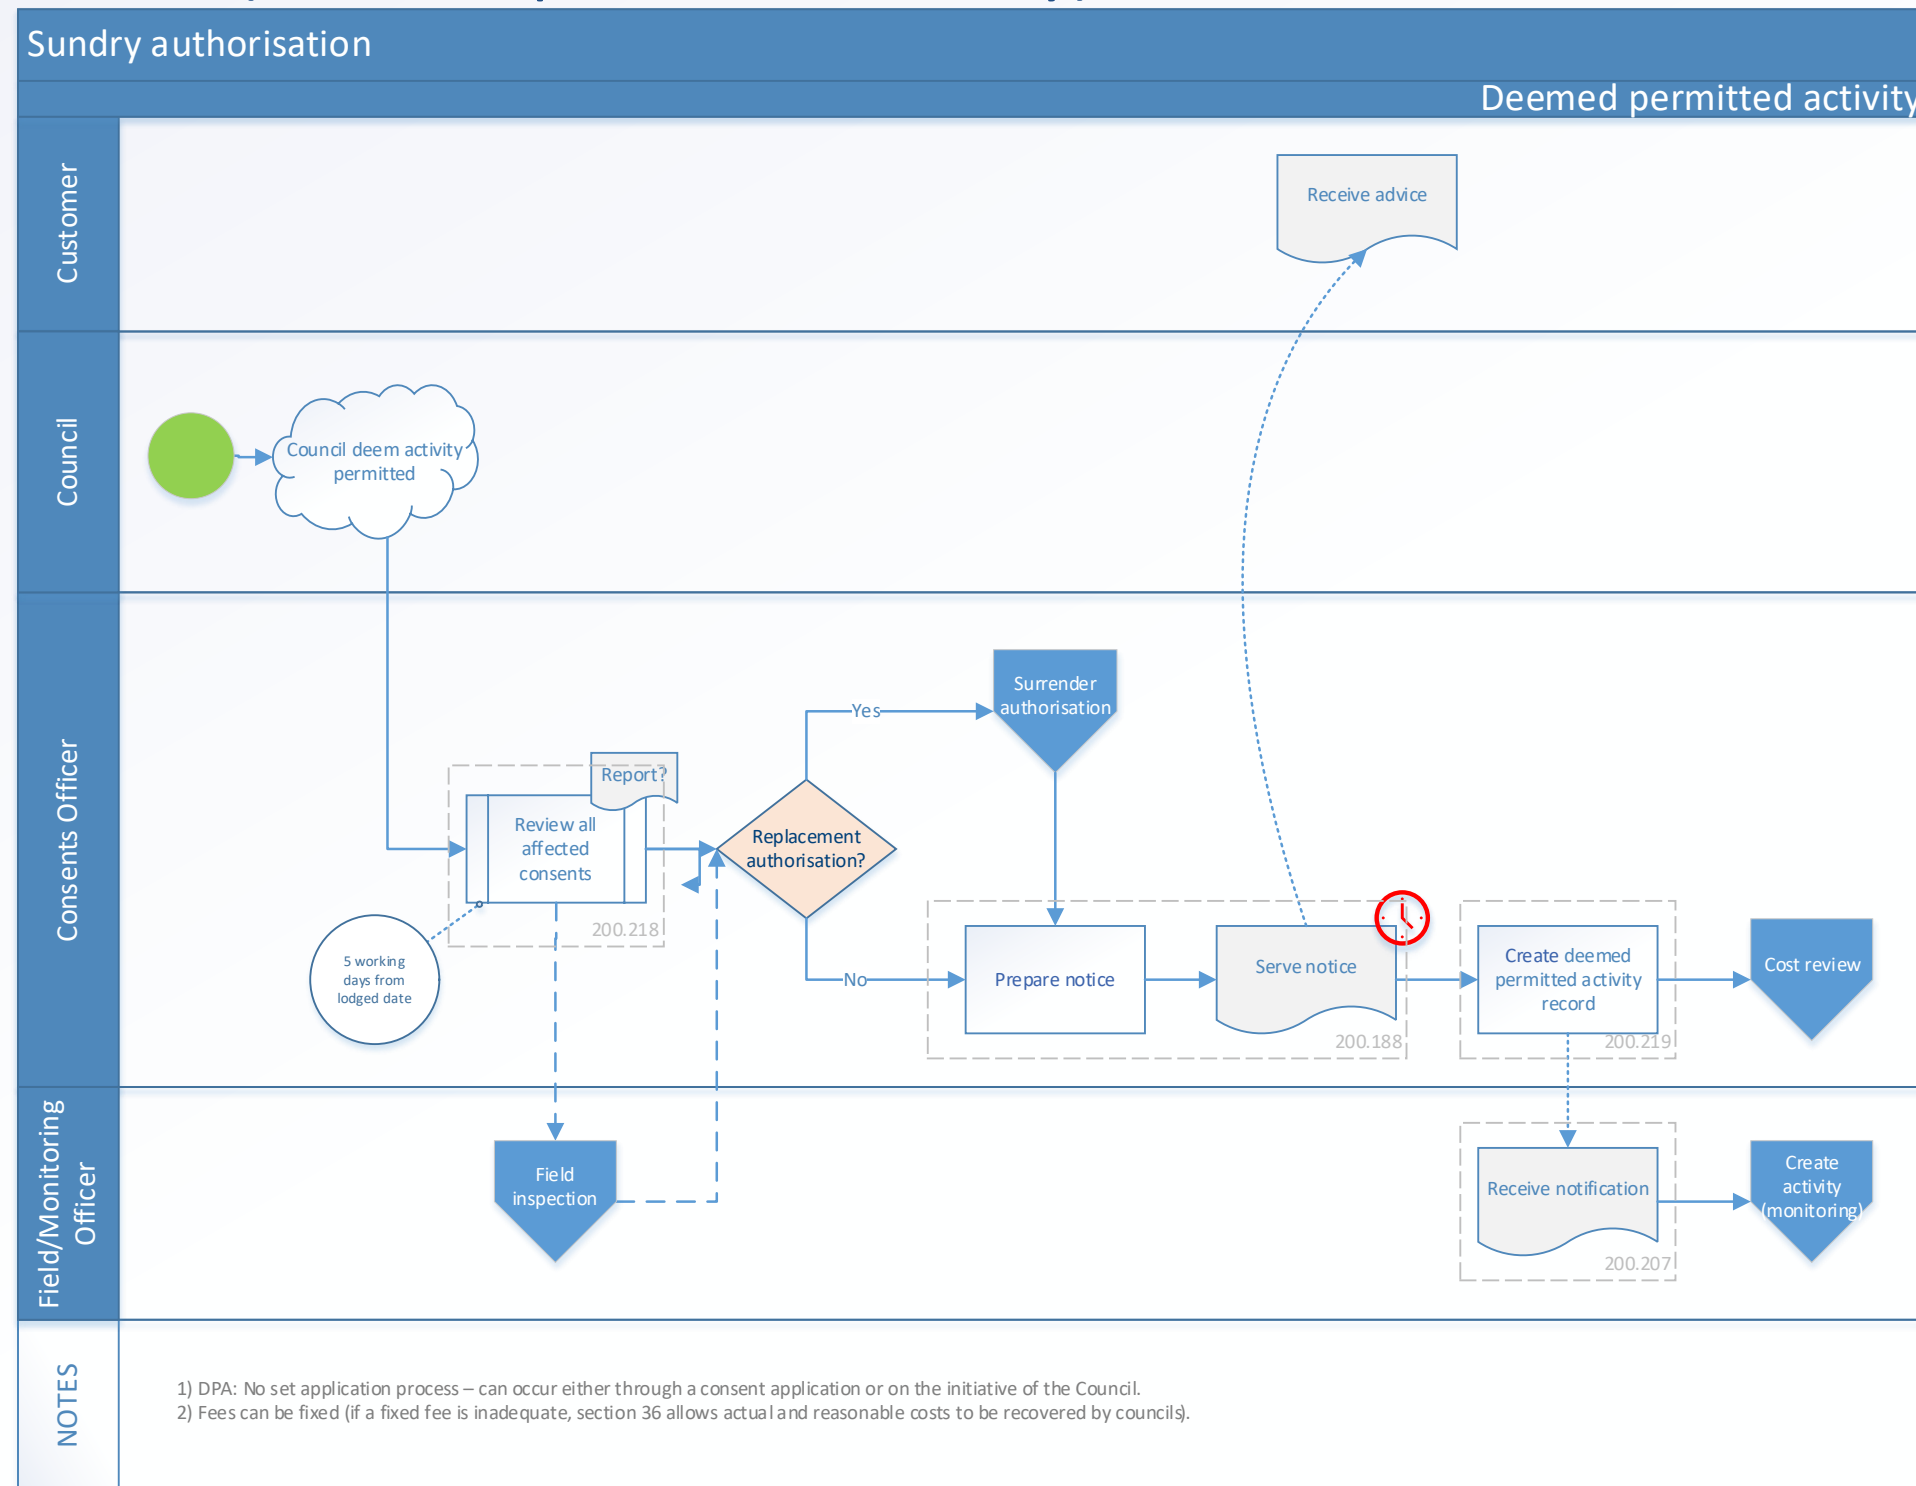 Sundry authorisation
Deemed permitted activity
Customer
Receive advice
Council
Council deem activity
permitted
Consents Officer
Surrender
authorisation
Yes
Report?
Review all
affected
consents
200.218
Replacement
authorisation?
5 working
days from
lodged date
No
Prepare notice
Serve notice
200.188
Create deemed
permitted activity
record
200.219
Cost review
Field/Monitoring
Officer
Field
inspection
Receive notification
200.207
Create
activity
(monitoring)
NOTES
1) DPA: No set application process – can occur either through a consent application or on the initiative of the Council.
2) Fees can be fixed (if a fixed fee is inadequate, section 36 allows actual and reasonable costs to be recovered by councils).